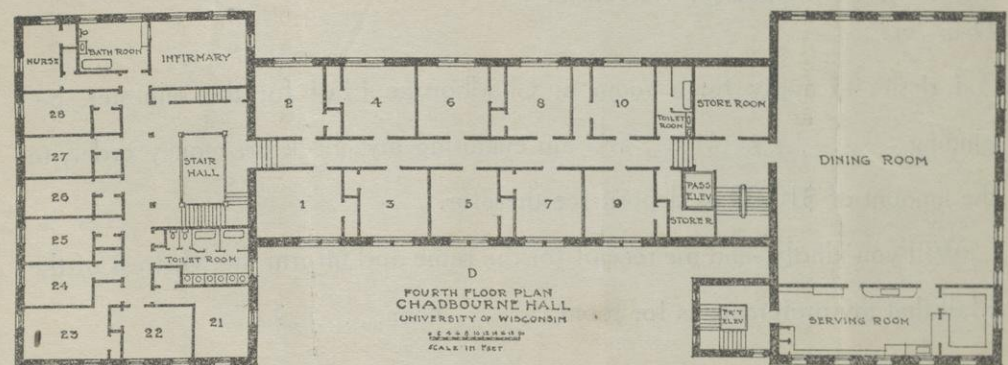 NURSE
BATH ROOM
INFIRMARY
28
27
26
25
24
23
22
21
STAIR
HALL
TOILET ROOM
2
4
6
8
10
TOILET
ROOM
STORE ROOM
1
3
5
7
9
PASS
ELEV
STORE R
DINING ROOM
D
FOURTH FLOOR PLAN
CHADBOURNE HALL
UNIVERSITY OF WISCONSIN
SCALE IN FEET
ELEV
SERVING ROOM